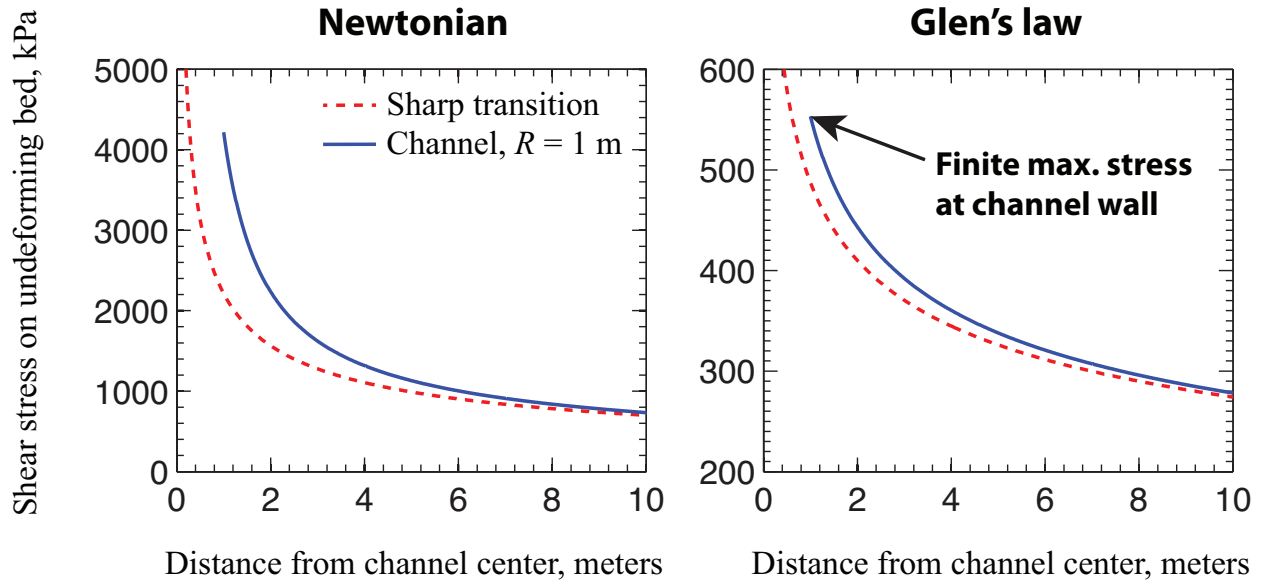 Newtonian
Shear stress on undeforming bed, kPa
5000
4000
3000
2000
1000
0
Sharp transition
Channel, R = 1 m
0 2 4 6 8 10
Distance from channel center, meters
Glen's law
600
500
400
300
200
Finite max. stress
at channel wall
0 2 4 6 8 10
Distance from channel center, meters